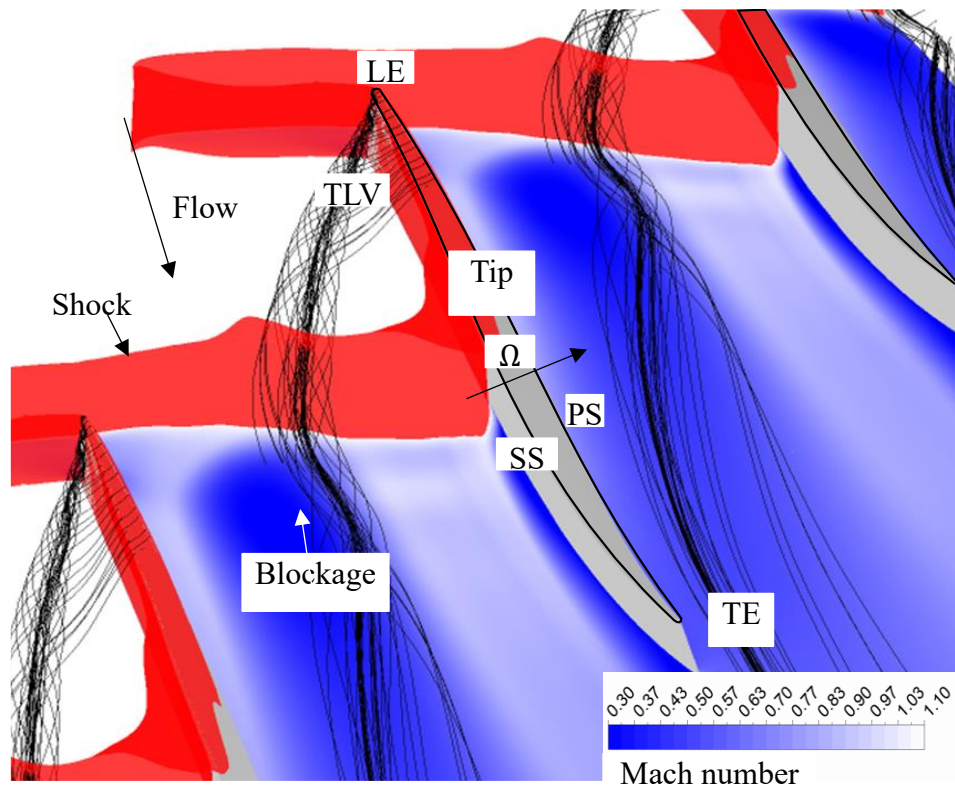 LE
Flow
TLV
Shock
Tip
Ω
PS
SS
Blockage
TE
0.30 0.37 0.43 0.50 0.57 0.63 0.70 0.77 0.83 0.90 0.97 1.03 1.10
Mach number